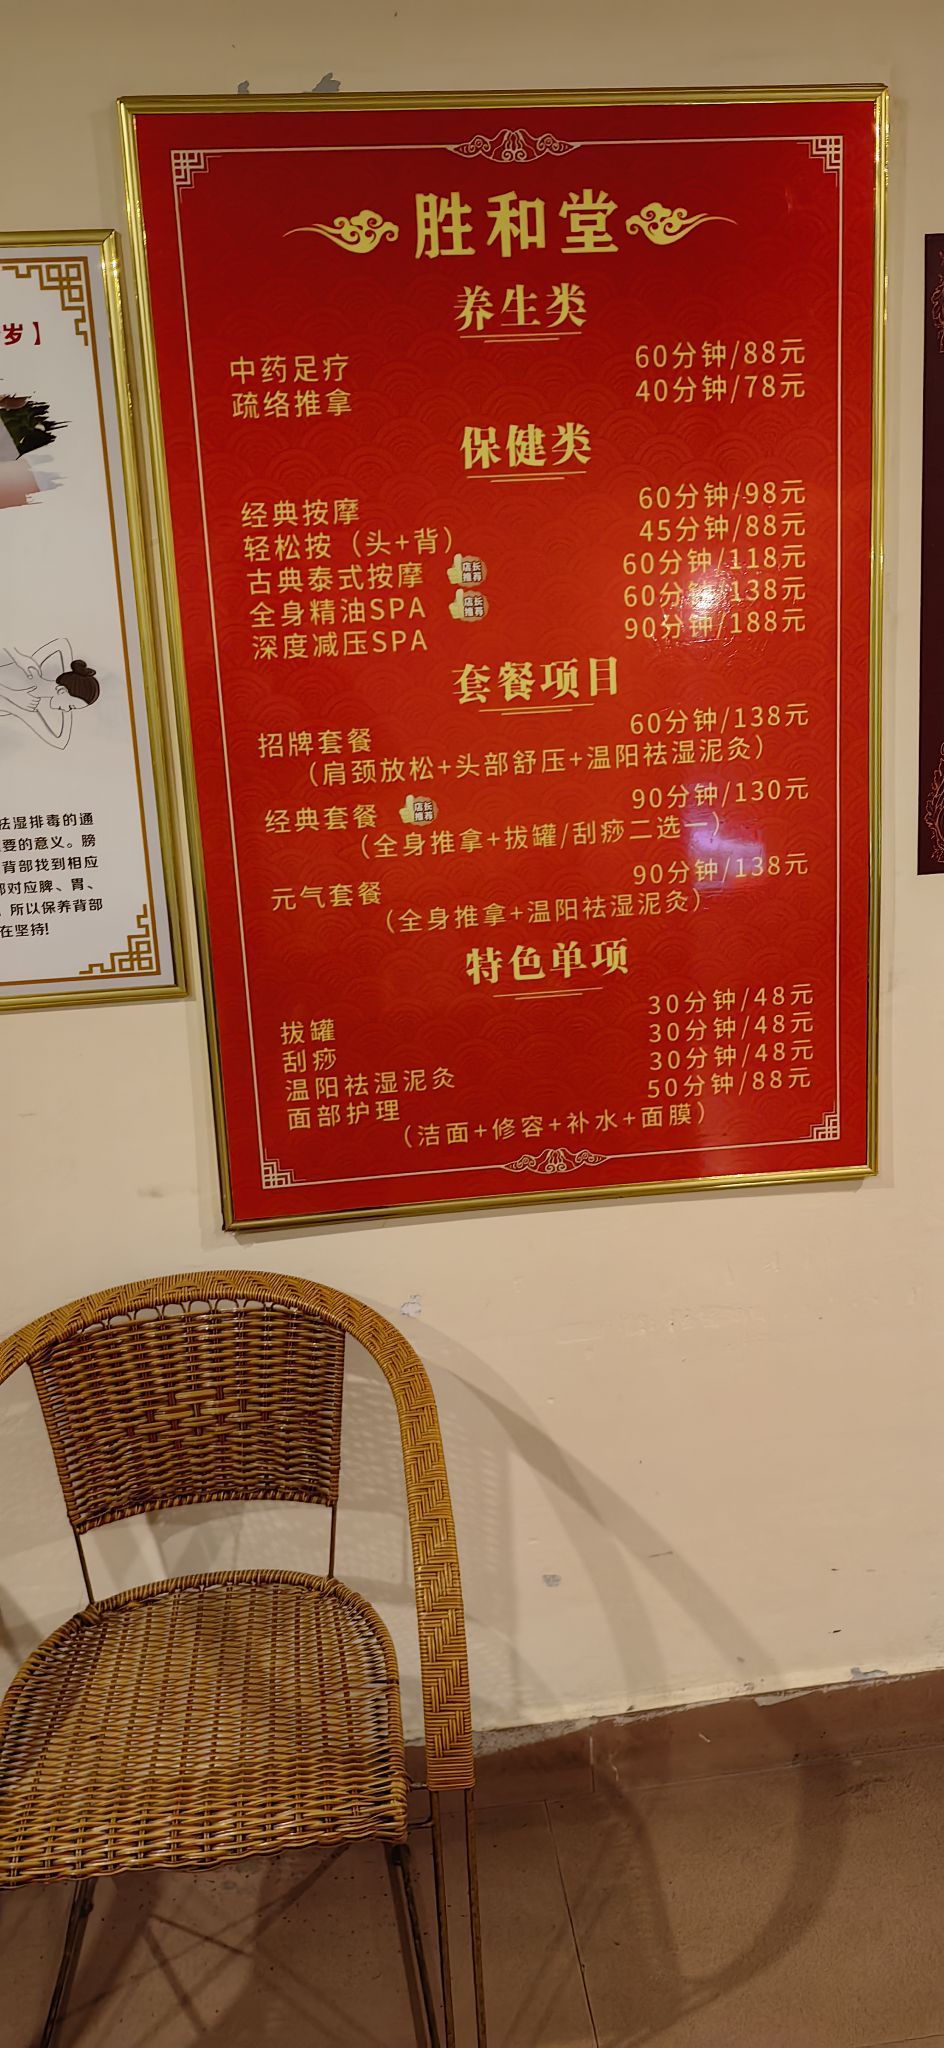 胜和堂
养生类
中药足疗 60分钟/88元
疏络推拿 40分钟/78元
保健类
经典按摩 60分钟/98元
轻松按（头+背） 45分钟/88元
古典泰式按摩 店长推荐 60分钟/118元
全身精油SPA 店长推荐 60分钟/138元
深度减压SPA 90分钟/188元
套餐项目
招牌套餐 60分钟/138元
（肩颈放松+头部舒压+温阳祛湿泥灸）
经典套餐 店长推荐 90分钟/130元
（全身推拿+拔罐/刮痧二选一）
元气套餐 90分钟/138元
（全身推拿+温阳祛湿泥灸）
特色单项
拔罐 30分钟/48元
刮痧 30分钟/48元
温阳祛湿泥灸 30分钟/48元
面部护理 50分钟/88元
（洁面+修容+补水+面膜）
岁】
祛湿排毒的通
要的意义。膀
背部找到相应
部对应脾、胃、
所以保养背部
在坚持!